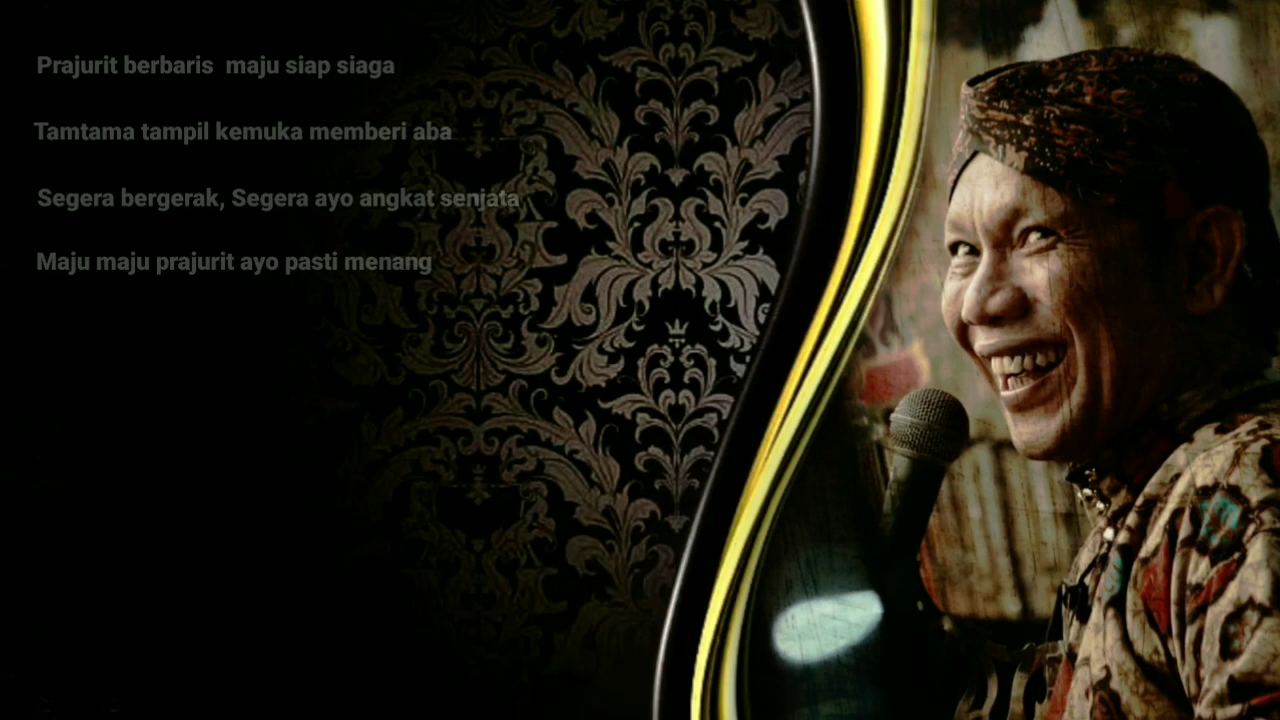 Prajurit berbaris  maju siap siaga
Tamtama tampil kemuka memberi aba
Segera bergerak, Segera ayo angkat senjata
Maju maju prajurit ayo pasti menang